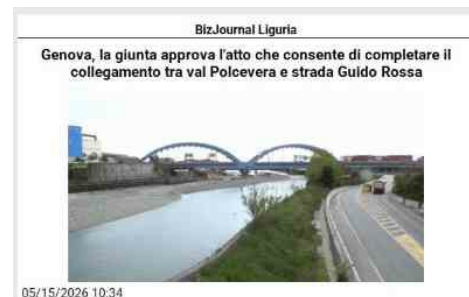 BizJournal Liguria
Genova, la giunta approva l'atto che consente di completare il
collegamento tra val Polcevera e strada Guido Rossa
05/15/2026 10:34